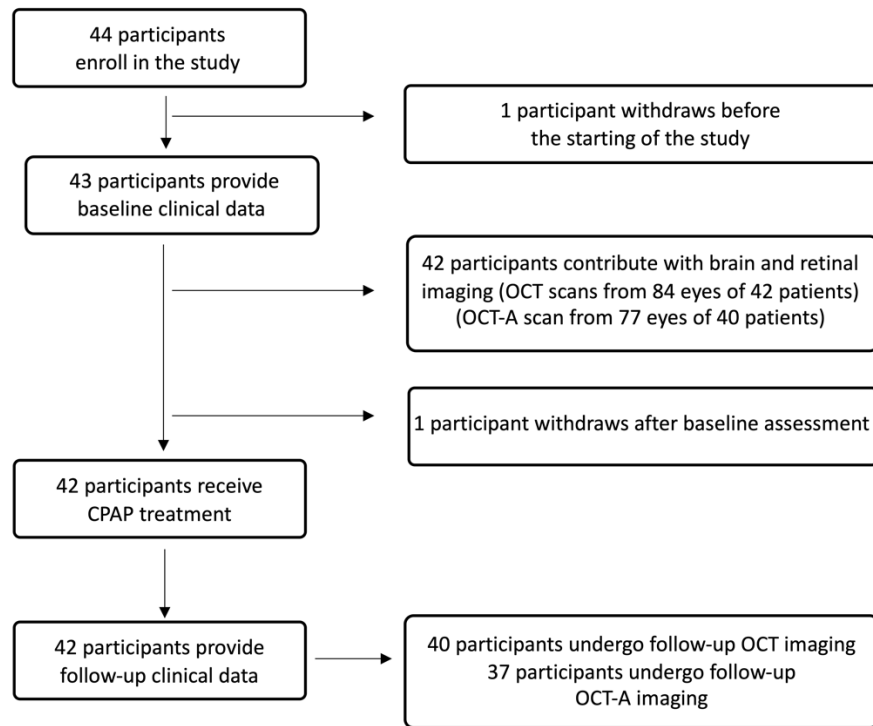 44 participants
enroll in the study
1 participant withdraws before
the starting of the study
43 participants provide
baseline clinical data
42 participants contribute with brain and retinal
imaging (OCT scans from 84 eyes of 42 patients)
(OCT-A scan from 77 eyes of 40 patients)
1 participant withdraws after baseline assessment
42 participants receive
CPAP treatment
42 participants provide
follow-up clinical data
40 participants undergo follow-up OCT imaging
37 participants undergo follow-up
OCT-A imaging